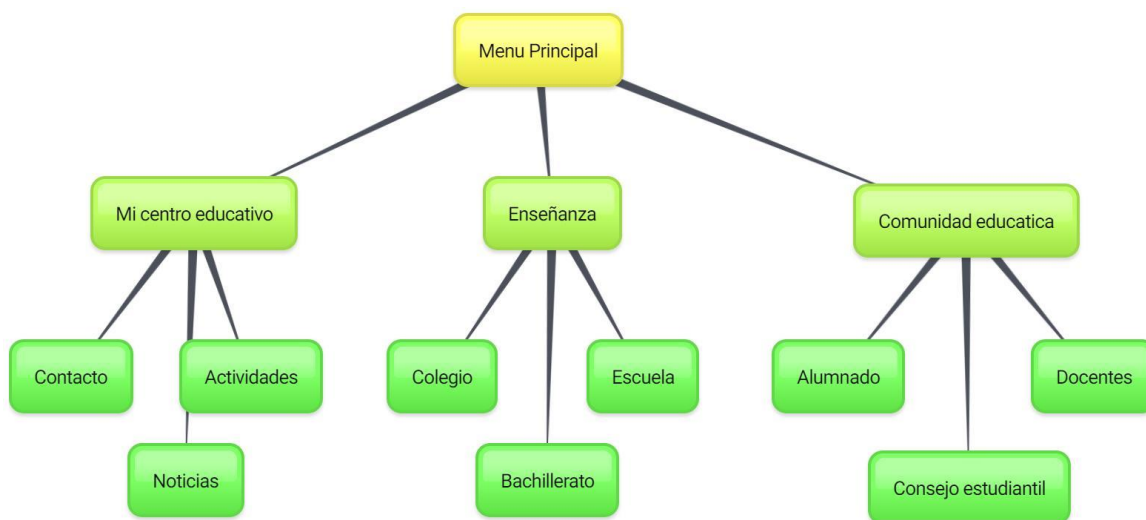 Menu Principal
Mi centro educativo
Enseñanza
Comunidad educatica
Contacto
Actividades
Colegio
Escuela
Alumnado
Docentes
Noticias
Bachillerato
Consejo estudiantil